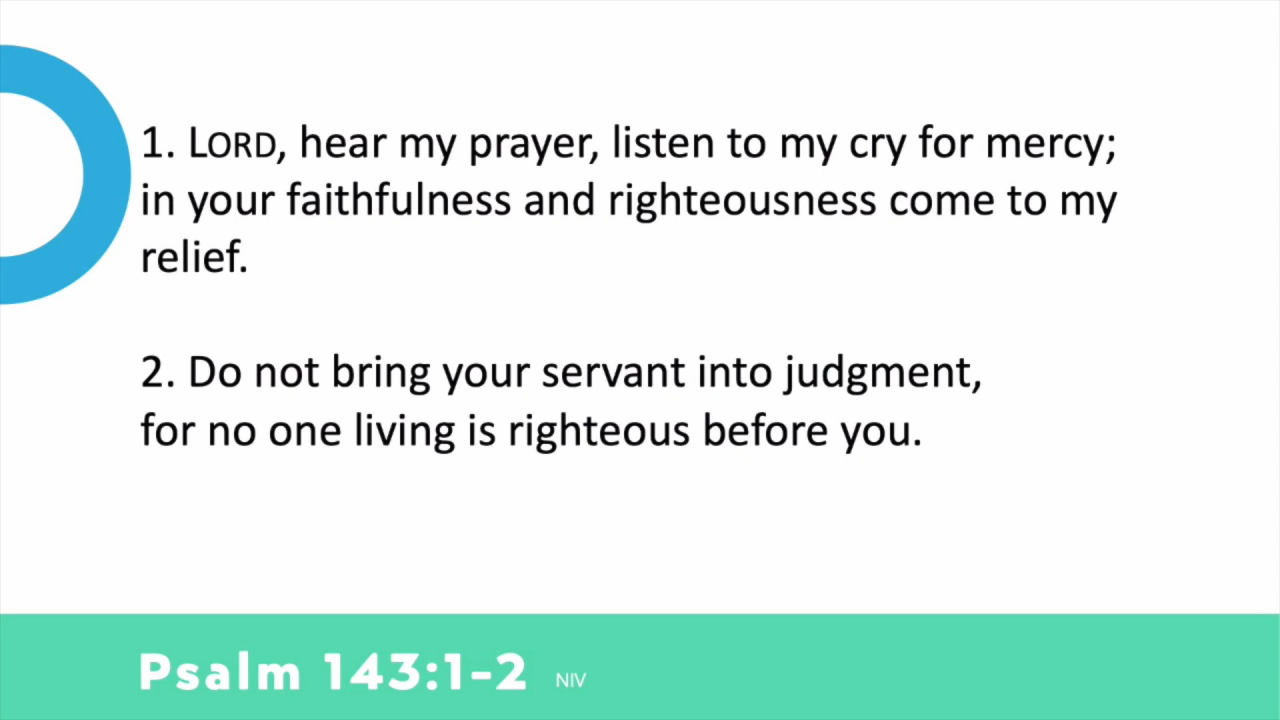 1. LORD, hear my prayer, listen to my cry for mercy;
in your faithfulness and righteousness come to my
relief.
2. Do not bring your servant into judgment,
for no one living is righteous before you.
Psalm 143:1-2 NIV